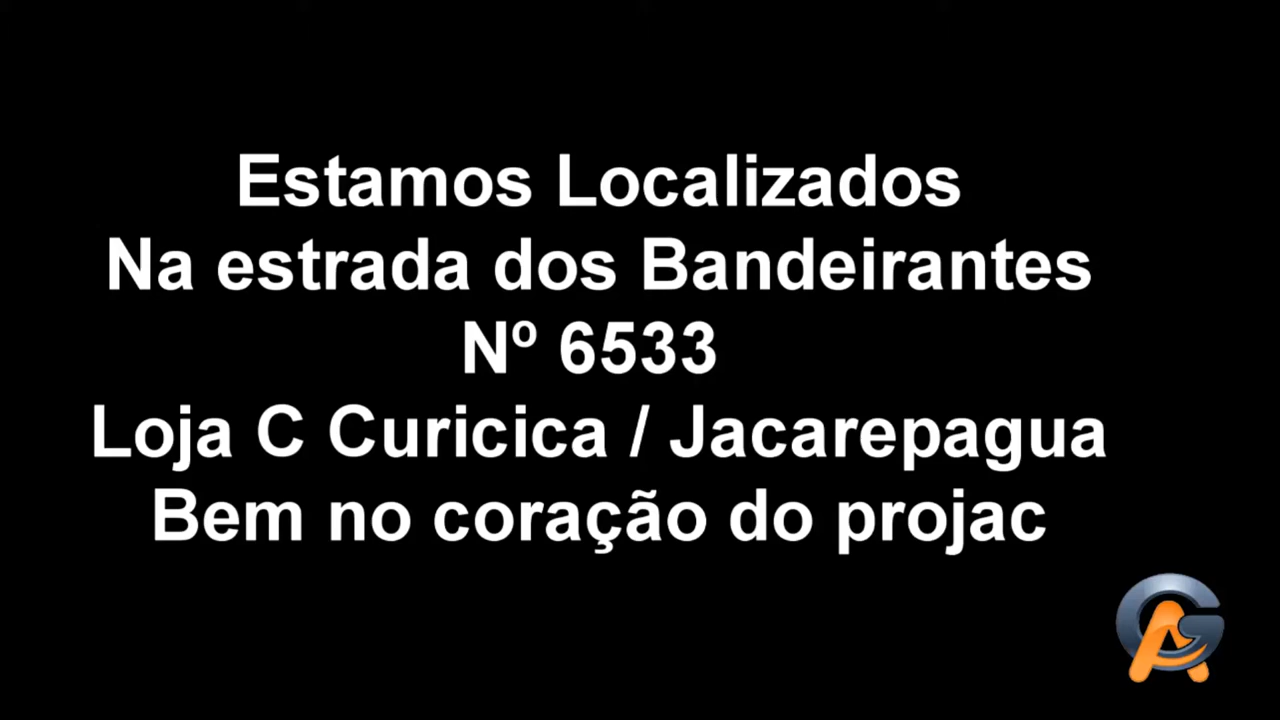 Estamos Localizados
Na estrada dos Bandeirantes
Nº 6533
Loja C Curicica / Jacarepagua
Bem no coração do projac